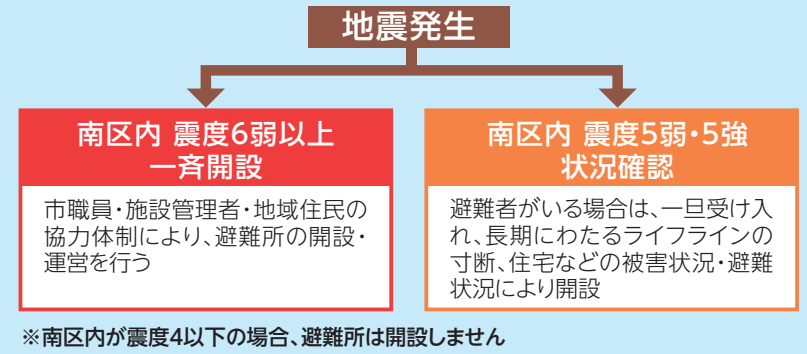 地震発生
南区内 震度6弱以上
一斉開設
市職員・施設管理者・地域住民の
協力体制により、避難所の開設・
運営を行う
南区内 震度5弱・5強
状況確認
避難者がいる場合は、一旦受け入
れ、長期にわたるライフラインの
寸断、住宅などの被害状況・避難
状況により開設
※南区内が震度4以下の場合、避難所は開設しません